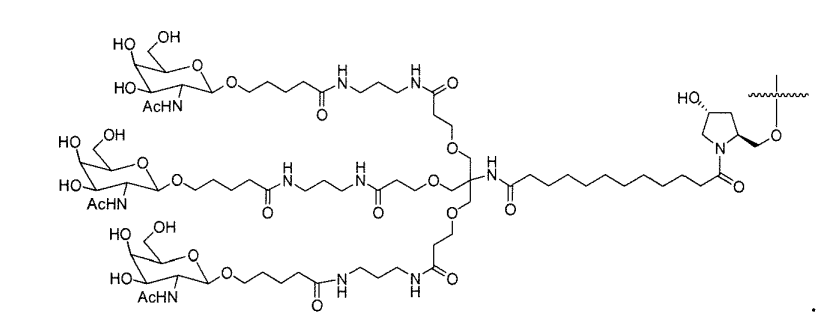 HO OH
HO O O H N H N O
AcHN O
O
HO OH
HO O O H N H N O H N
AcHN O O O
O
HO OH
HO O O N H N H O
AcHN O
HO
N O
O
.